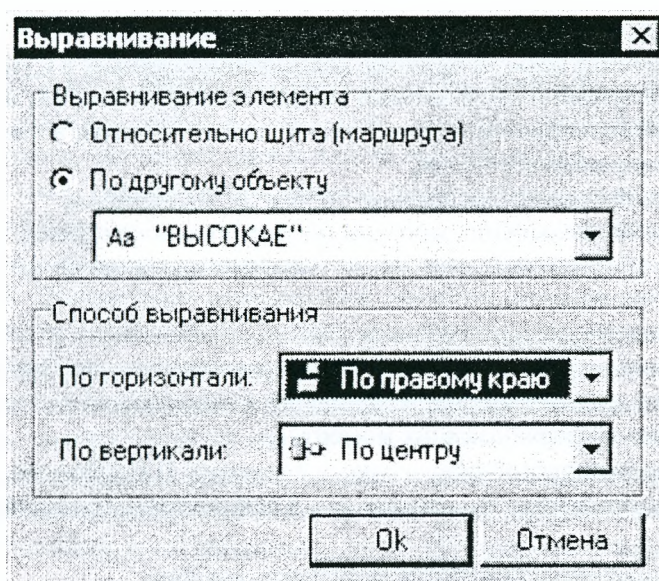 Выравнивание
Выравнивание элемента
Относительно щита (маршрута)
По другому объекту
Aa "ВЫСОКАЕ"
Способ выравнивания
По горизонтали: По правому краю
По вертикали: По центру
Ok Отмена